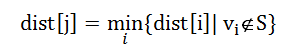 dist[j] = min{dist[i]| vᵢ∉S}
i